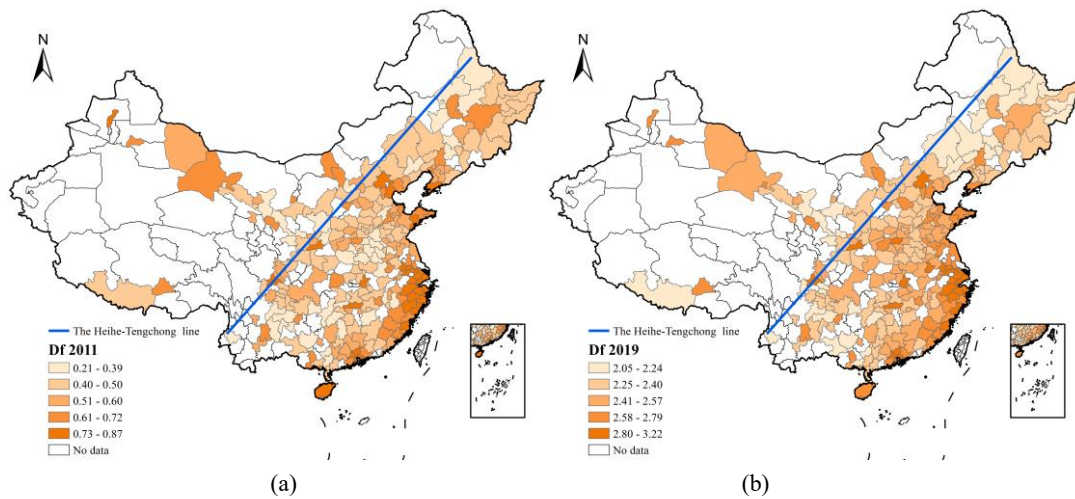 N
The Heihe-Tengchong line
Df 2011
0.21 - 0.39
0.40 - 0.50
0.51 - 0.60
0.61 - 0.72
0.73 - 0.87
No data
(a)
N
The Heihe-Tengchong line
Df 2019
2.05 - 2.24
2.25 - 2.40
2.41 - 2.57
2.58 - 2.79
2.80 - 3.22
No data
(b)